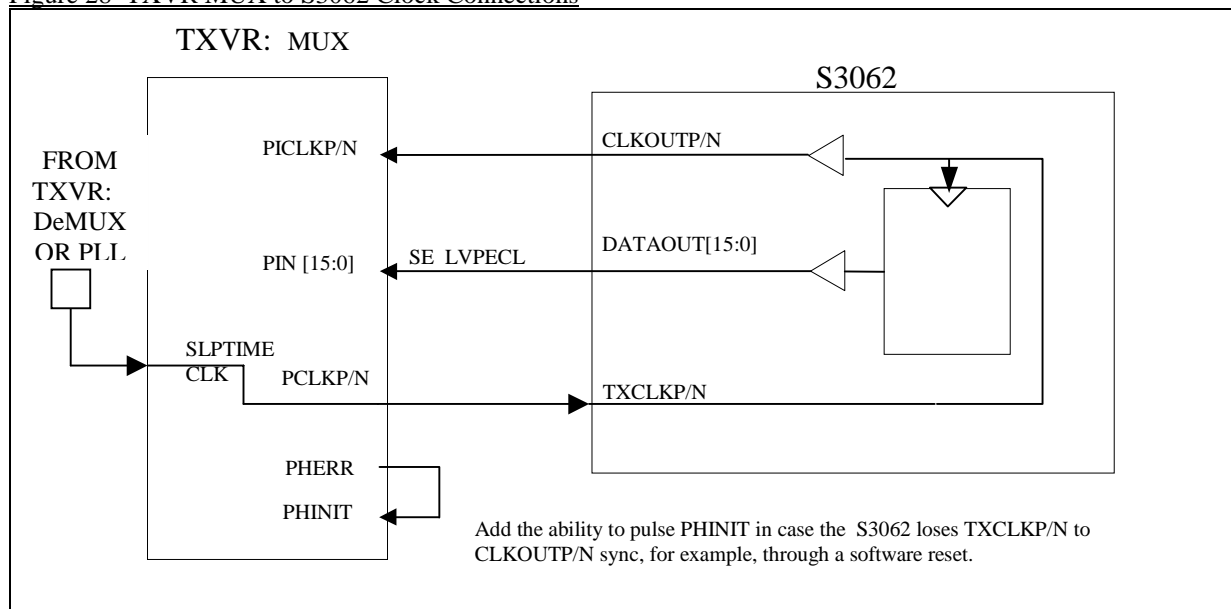 Figure 28 TXVR MUX to S3062 Clock Connections
TXVR: MUX
S3062
FROM
TXVR:
DeMUX
OR PLL
PICLKP/N
CLKOUTP/N
PIN [15:0]
SE LVPECL
DATAOUT[15:0]
SLPTIME
CLK
PCLKP/N
TXCLKP/N
PHERR
PHINIT
Add the ability to pulse PHINIT in case the S3062 loses TXCLKP/N to
CLKOUTP/N sync, for example, through a software reset.